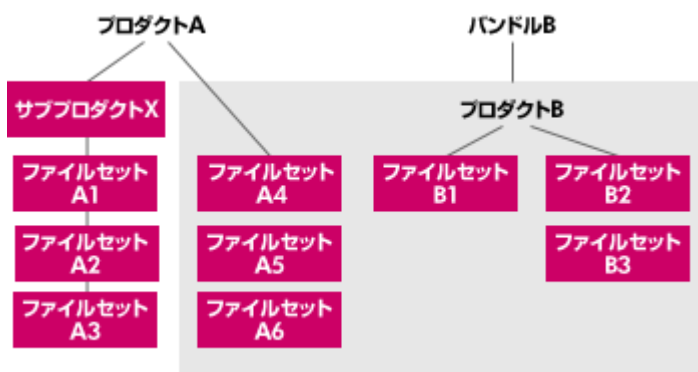 プロダクトA
バンドルB
サブプロダクトX
プロダクトB
ファイルセット
A1
ファイルセット
A4
ファイルセット
B1
ファイルセット
B2
ファイルセット
A2
ファイルセット
A5
ファイルセット
B3
ファイルセット
A3
ファイルセット
A6